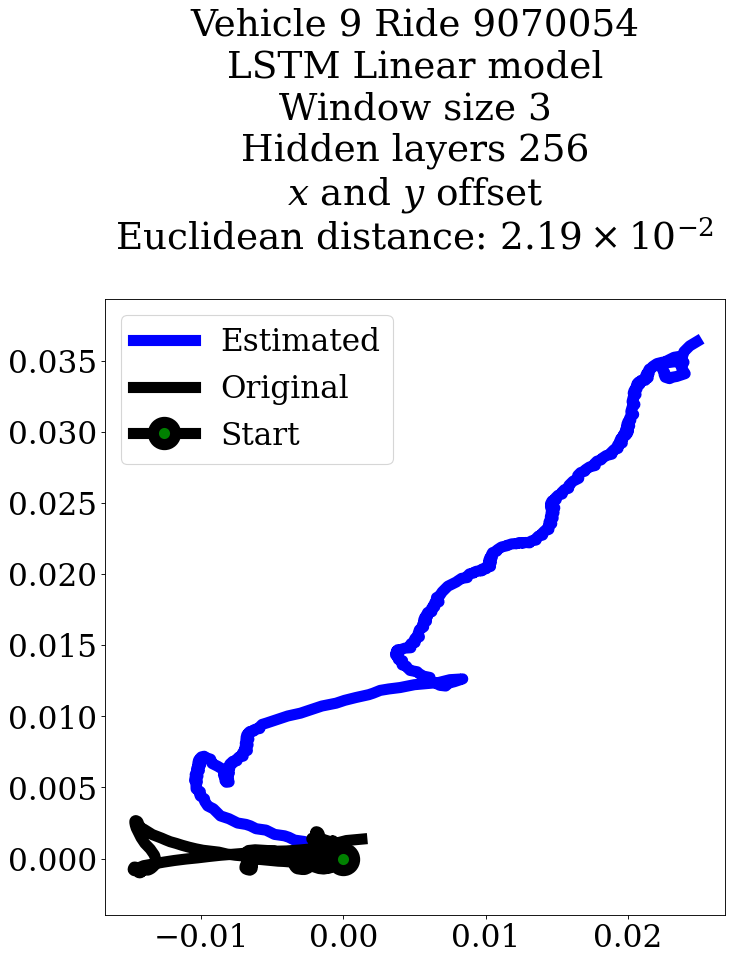 Vehicle 9 Ride 9070054
LSTM Linear model
Window size 3
Hidden layers 256
x and y offset
Euclidean distance: 2.19 × 10⁻²
Estimated
Original
Start
0.035
0.030
0.025
0.020
0.015
0.010
0.005
0.000
−0.01 0.00 0.01 0.02